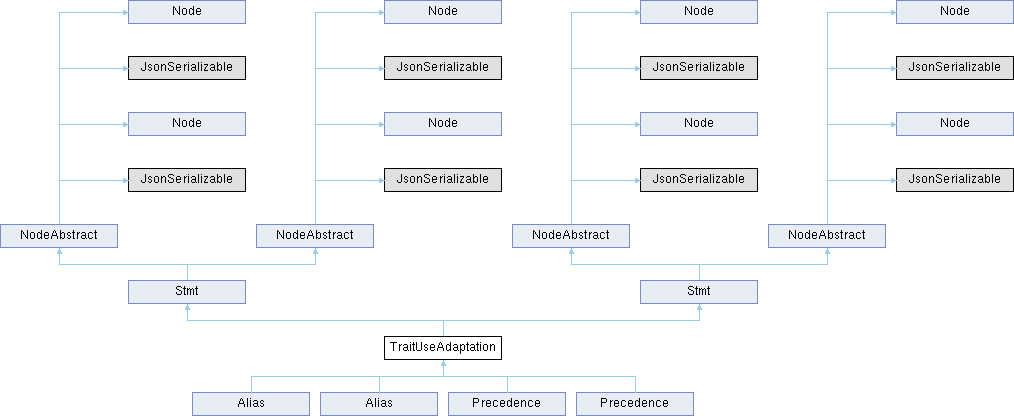 Node Node Node Node
JsonSerializable JsonSerializable JsonSerializable JsonSerializable
Node Node Node Node
JsonSerializable JsonSerializable JsonSerializable JsonSerializable
NodeAbstract NodeAbstract NodeAbstract NodeAbstract
Stmt Stmt
TraitUseAdaptation
Alias Alias Precedence Precedence